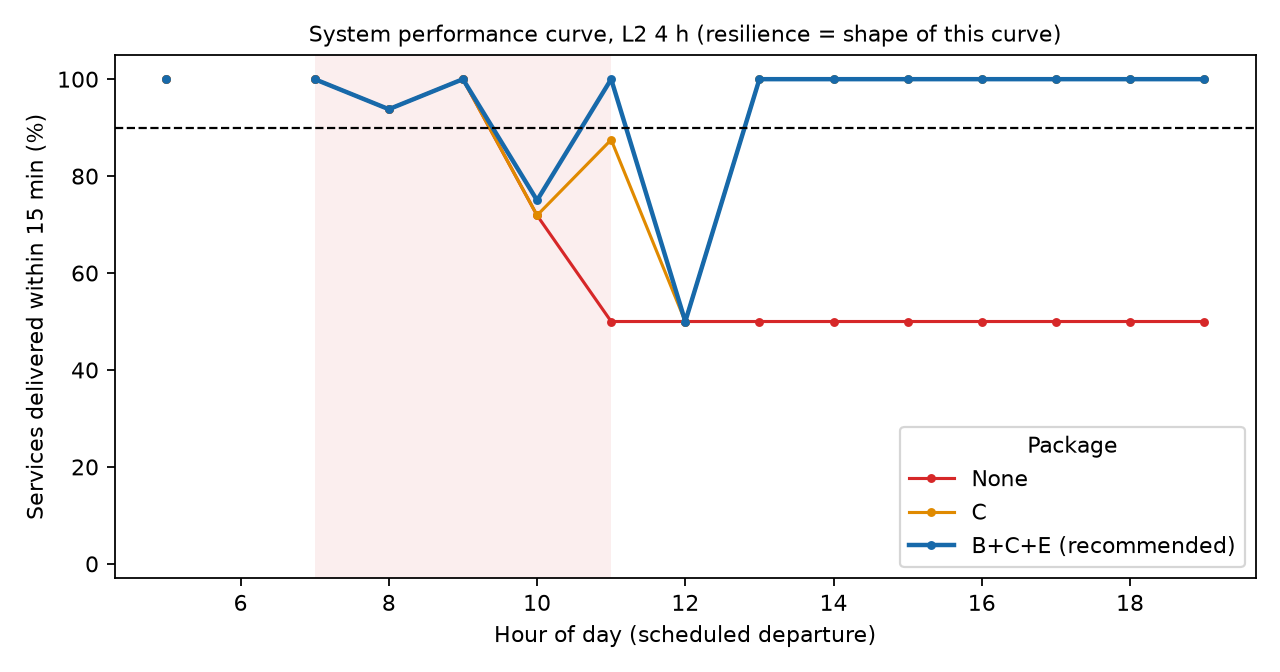 System performance curve, L2 4 h (resilience = shape of this curve)
Services delivered within 15 min (%)
100
80
60
40
20
0
6 8 10 12 14 16 18
Hour of day (scheduled departure)
Package
None
C
B+C+E (recommended)